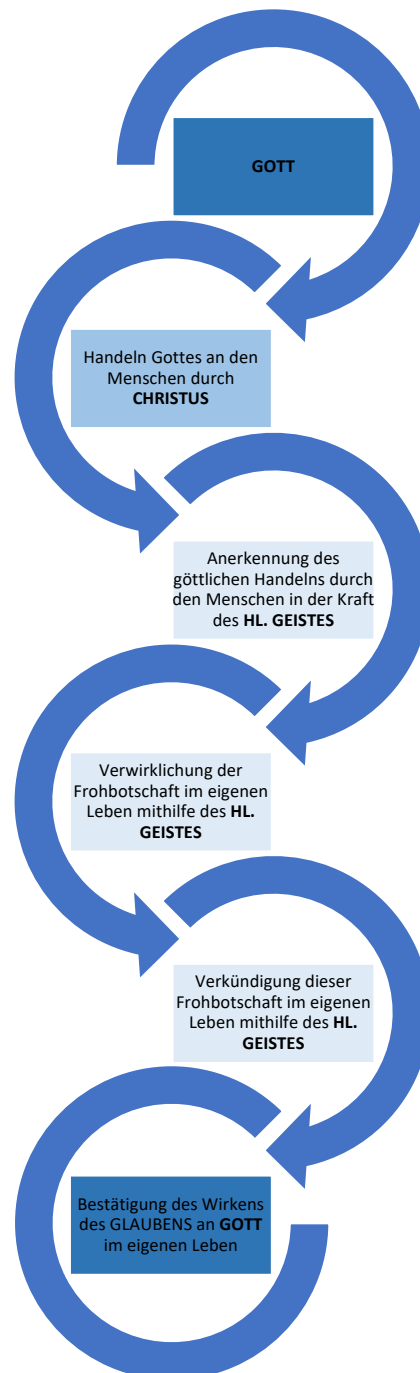 GOTT
Handeln Gottes an den
Menschen durch
CHRISTUS
Anerkennung des
göttlichen Handelns durch
den Menschen in der Kraft
des HL. GEISTES
Verwirklichung der
Frohbotschaft im eigenen
Leben mithilfe des HL.
GEISTES
Verkündigung dieser
Frohbotschaft im eigenen
Leben mithilfe des HL.
GEISTES
Bestätigung des Wirkens
des GLAUBENS an GOTT
im eigenen Leben